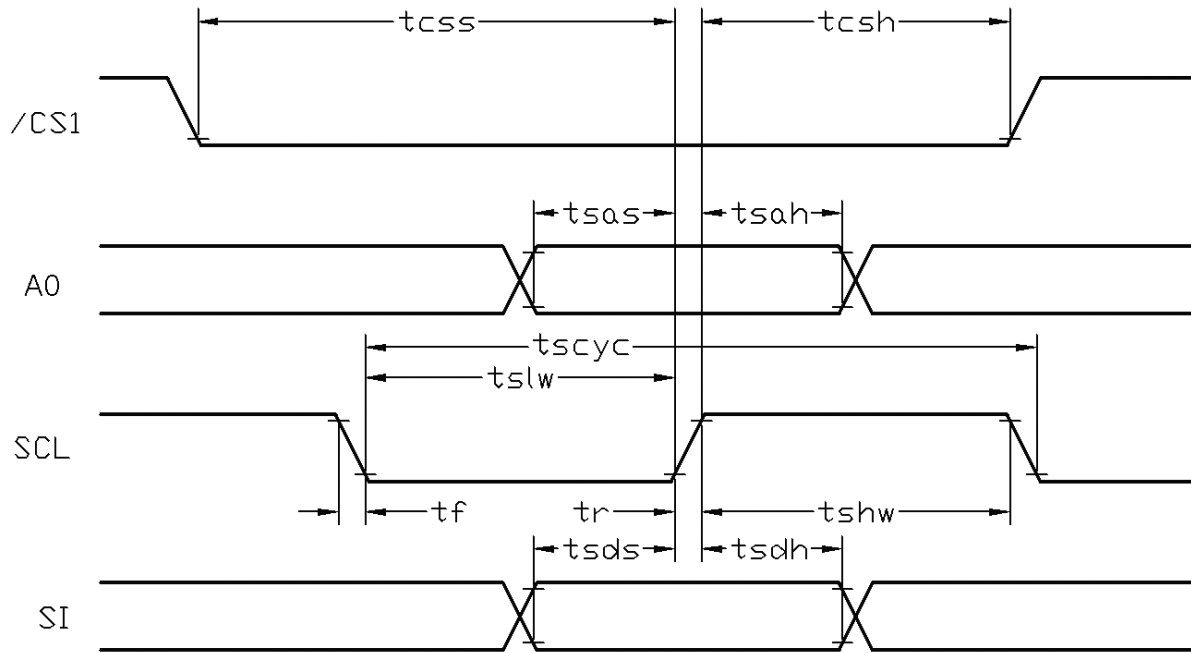 tcss tcsh
/CS1
tsas tsah
A0
tscyc
tslw
SCL
tf tr tshw
tsds tsdh
SI